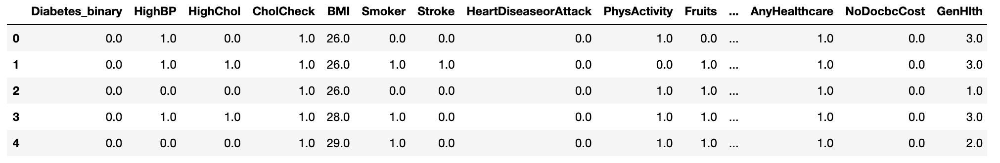 Diabetes_binary HighBP HighChol CholCheck BMI Smoker Stroke HeartDiseaseorAttack PhysActivity Fruits ... AnyHealthcare NoDocbcCost GenHlth
0 0.0 1.0 0.0 1.0 26.0 0.0 0.0 0.0 1.0 0.0 ... 1.0 0.0 3.0
1 0.0 1.0 1.0 1.0 26.0 1.0 1.0 0.0 0.0 1.0 ... 1.0 0.0 3.0
2 0.0 0.0 0.0 1.0 26.0 0.0 0.0 0.0 1.0 1.0 ... 1.0 0.0 1.0
3 0.0 1.0 1.0 1.0 28.0 1.0 0.0 0.0 1.0 1.0 ... 1.0 0.0 3.0
4 0.0 0.0 0.0 1.0 29.0 1.0 0.0 0.0 1.0 1.0 ... 1.0 0.0 2.0